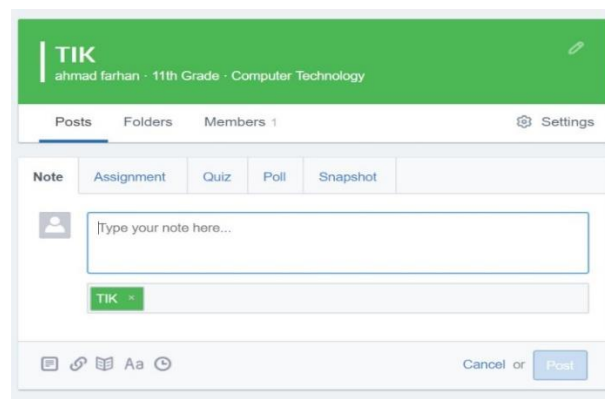 TIK
ahmad farhan · 11th Grade · Computer Technology
Posts Folders Members 1 Settings
Note Assignment Quiz Poll Snapshot
Type your note here...
TIK ×
Aa Cancel or Post